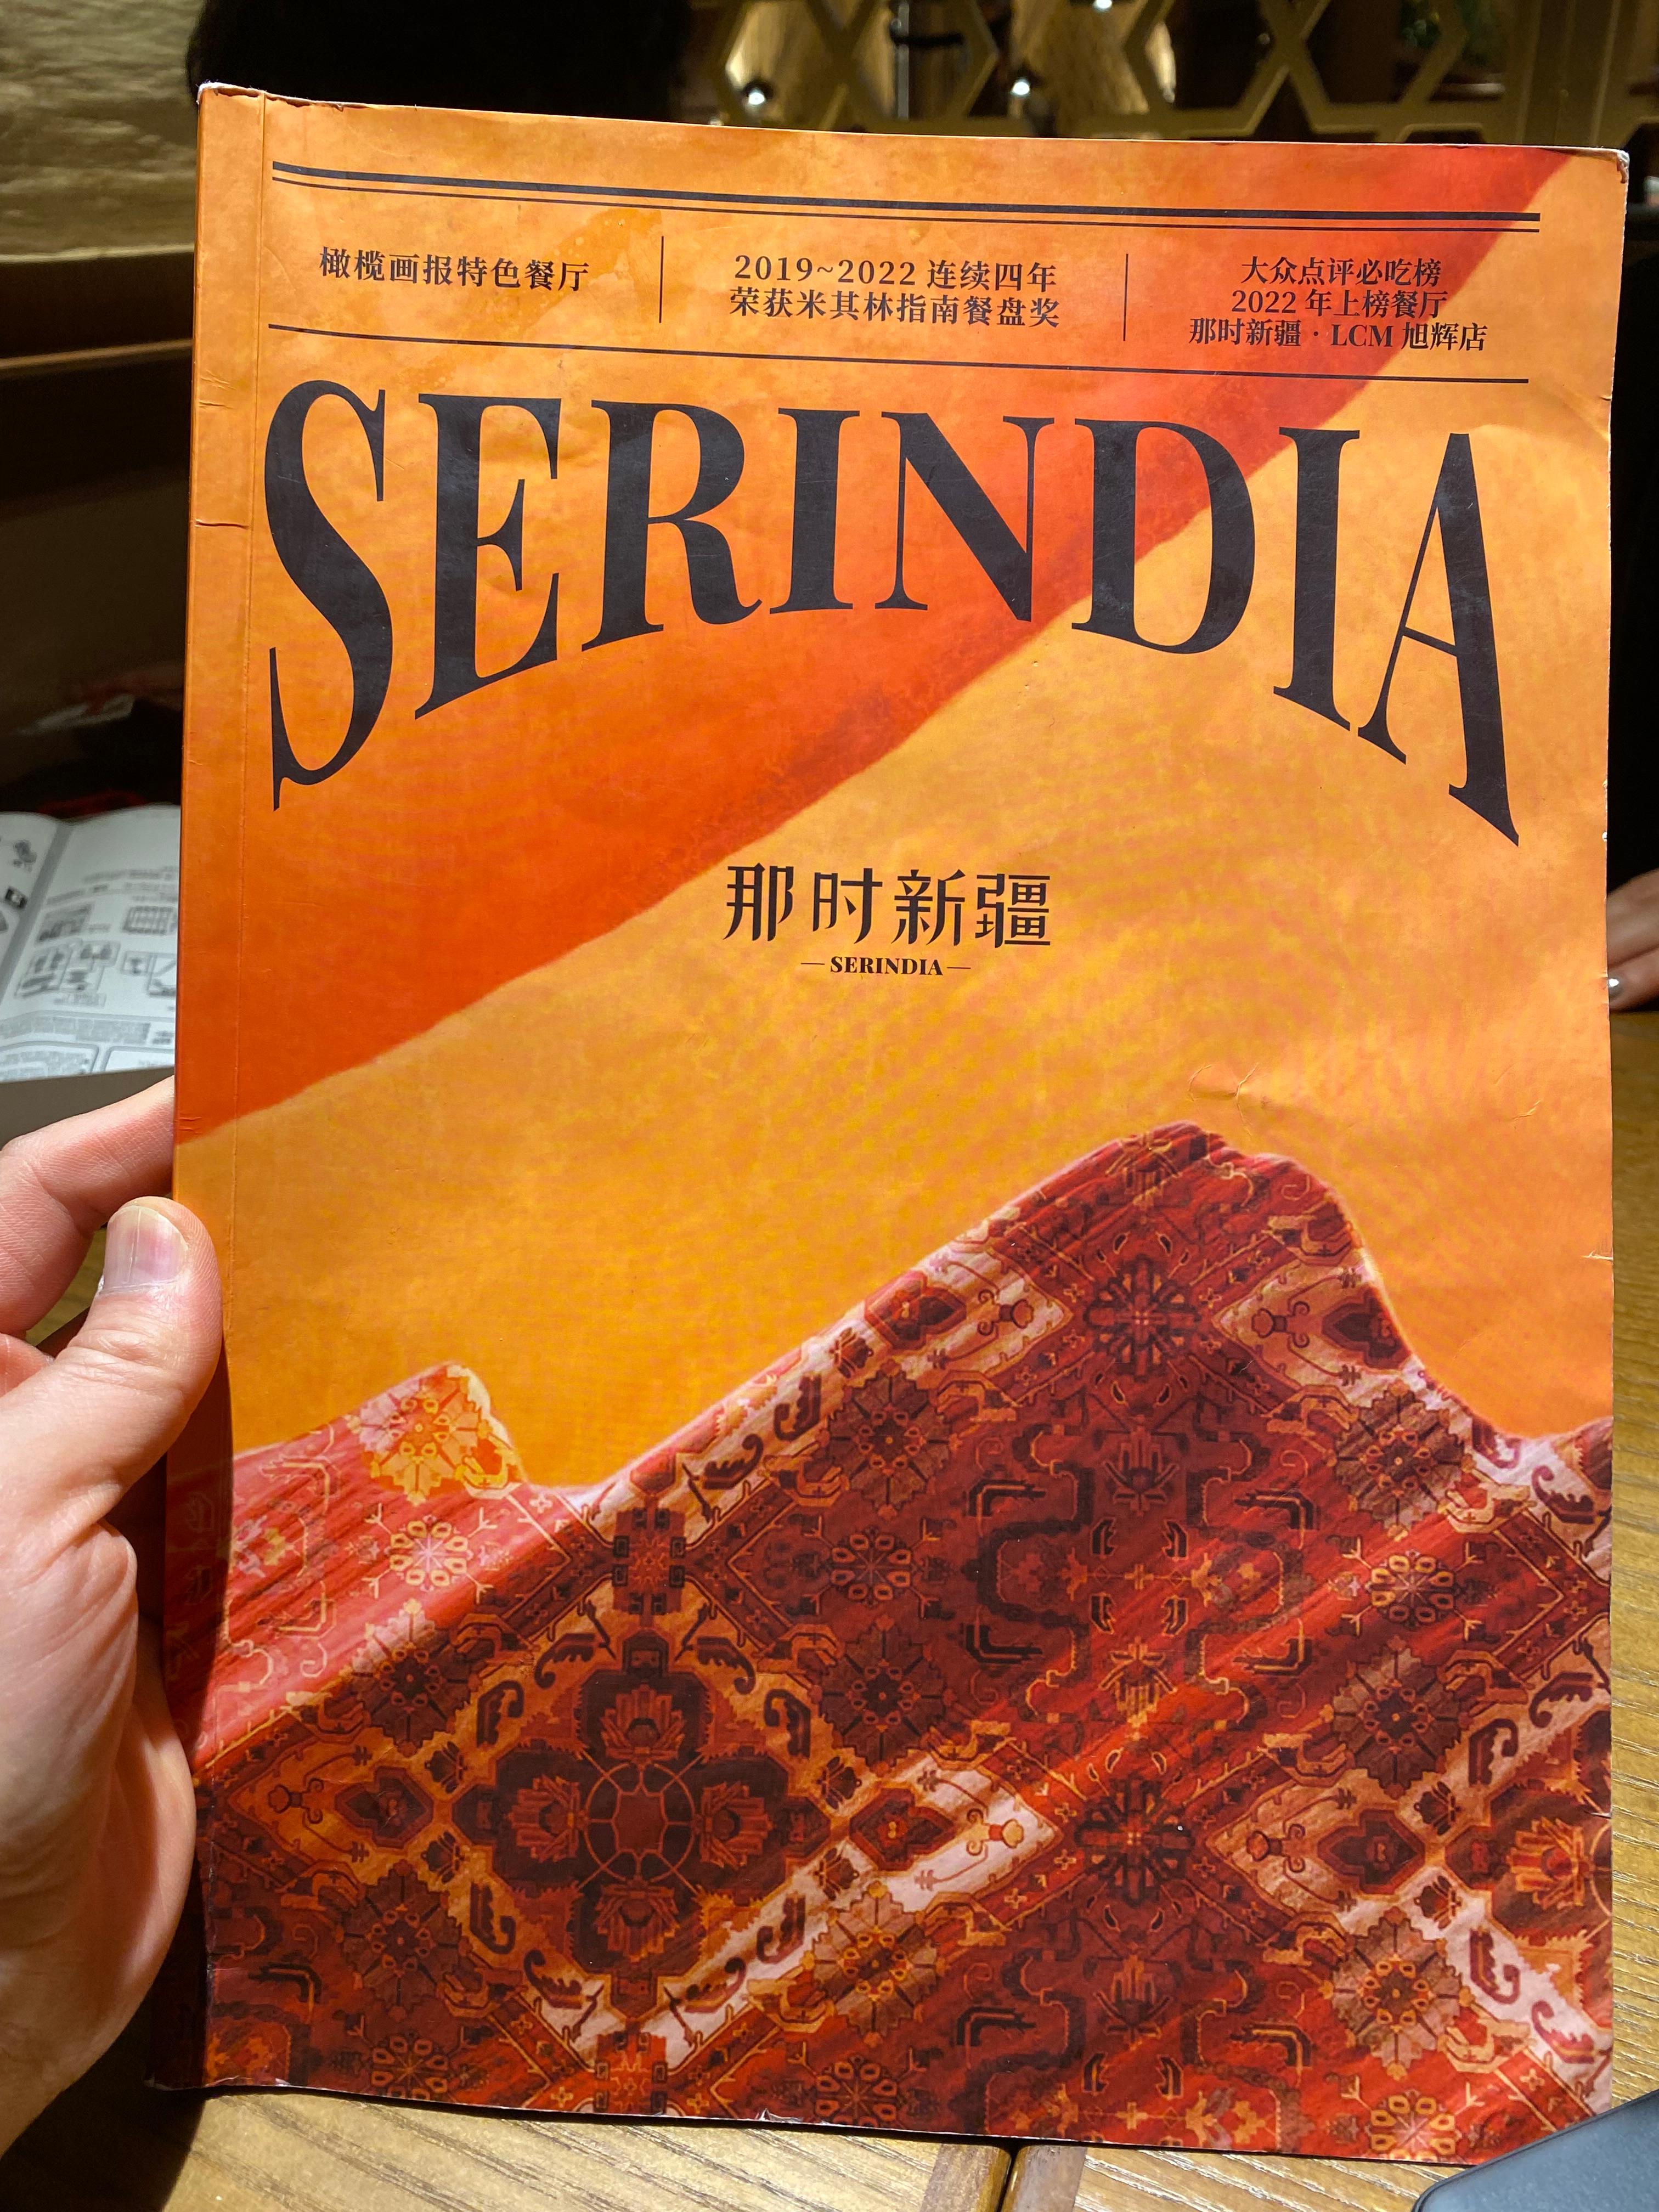 橄榄画报特色餐厅
2019~2022 连续四年
荣获米其林指南餐盘奖
大众点评必吃榜
2022 年上榜餐厅
那时新疆 · LCM 旭辉店
SERINDIA
那时新疆
— SERINDIA —